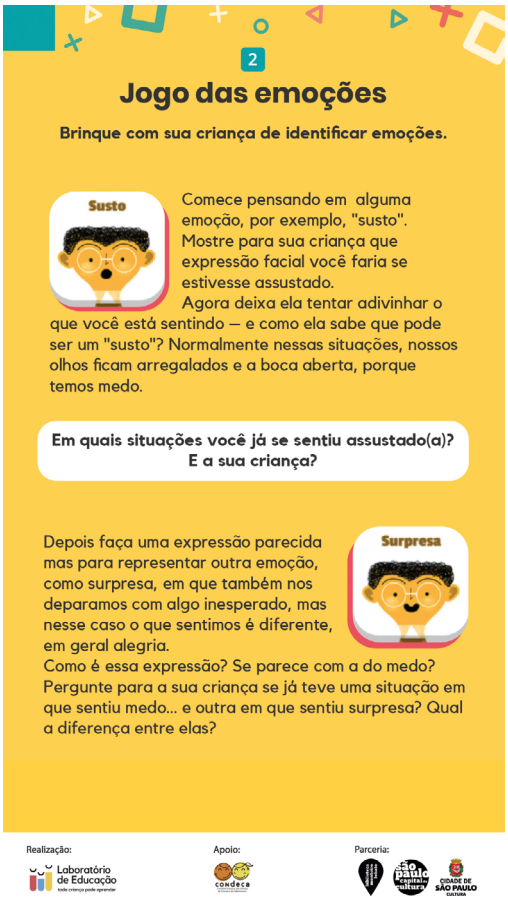 2
Jogo das emoções
Brinque com sua criança de identificar emoções.
Susto
Comece pensando em alguma
emoção, por exemplo, "susto".
Mostre para sua criança que
expressão facial você faria se
estivesse assustado.
Agora deixa ela tentar adivinhar o
que você está sentindo – e como ela sabe que pode
ser um "susto"? Normalmente nessas situações, nossos
olhos ficam arregalados e a boca aberta, porque
temos medo.
Em quais situações você já se sentiu assustado(a)?
E a sua criança?
Depois faça uma expressão parecida
mas para representar outra emoção,
como surpresa, em que também nos
deparamos com algo inesperado, mas
nesse caso o que sentimos é diferente,
em geral alegria.
Surpresa
Como é essa expressão? Se parece com a do medo?
Pergunte para a sua criança se já teve uma situação em
que sentiu medo... e outra em que sentiu surpresa? Qual
a diferença entre elas?
Realização:
Laboratório
de Educação
toda criança pode aprender
Apoio:
condeca
Parceria:
são
paulo
capital da
cultura
CIDADE DE
SÃO PAULO
CULTURA